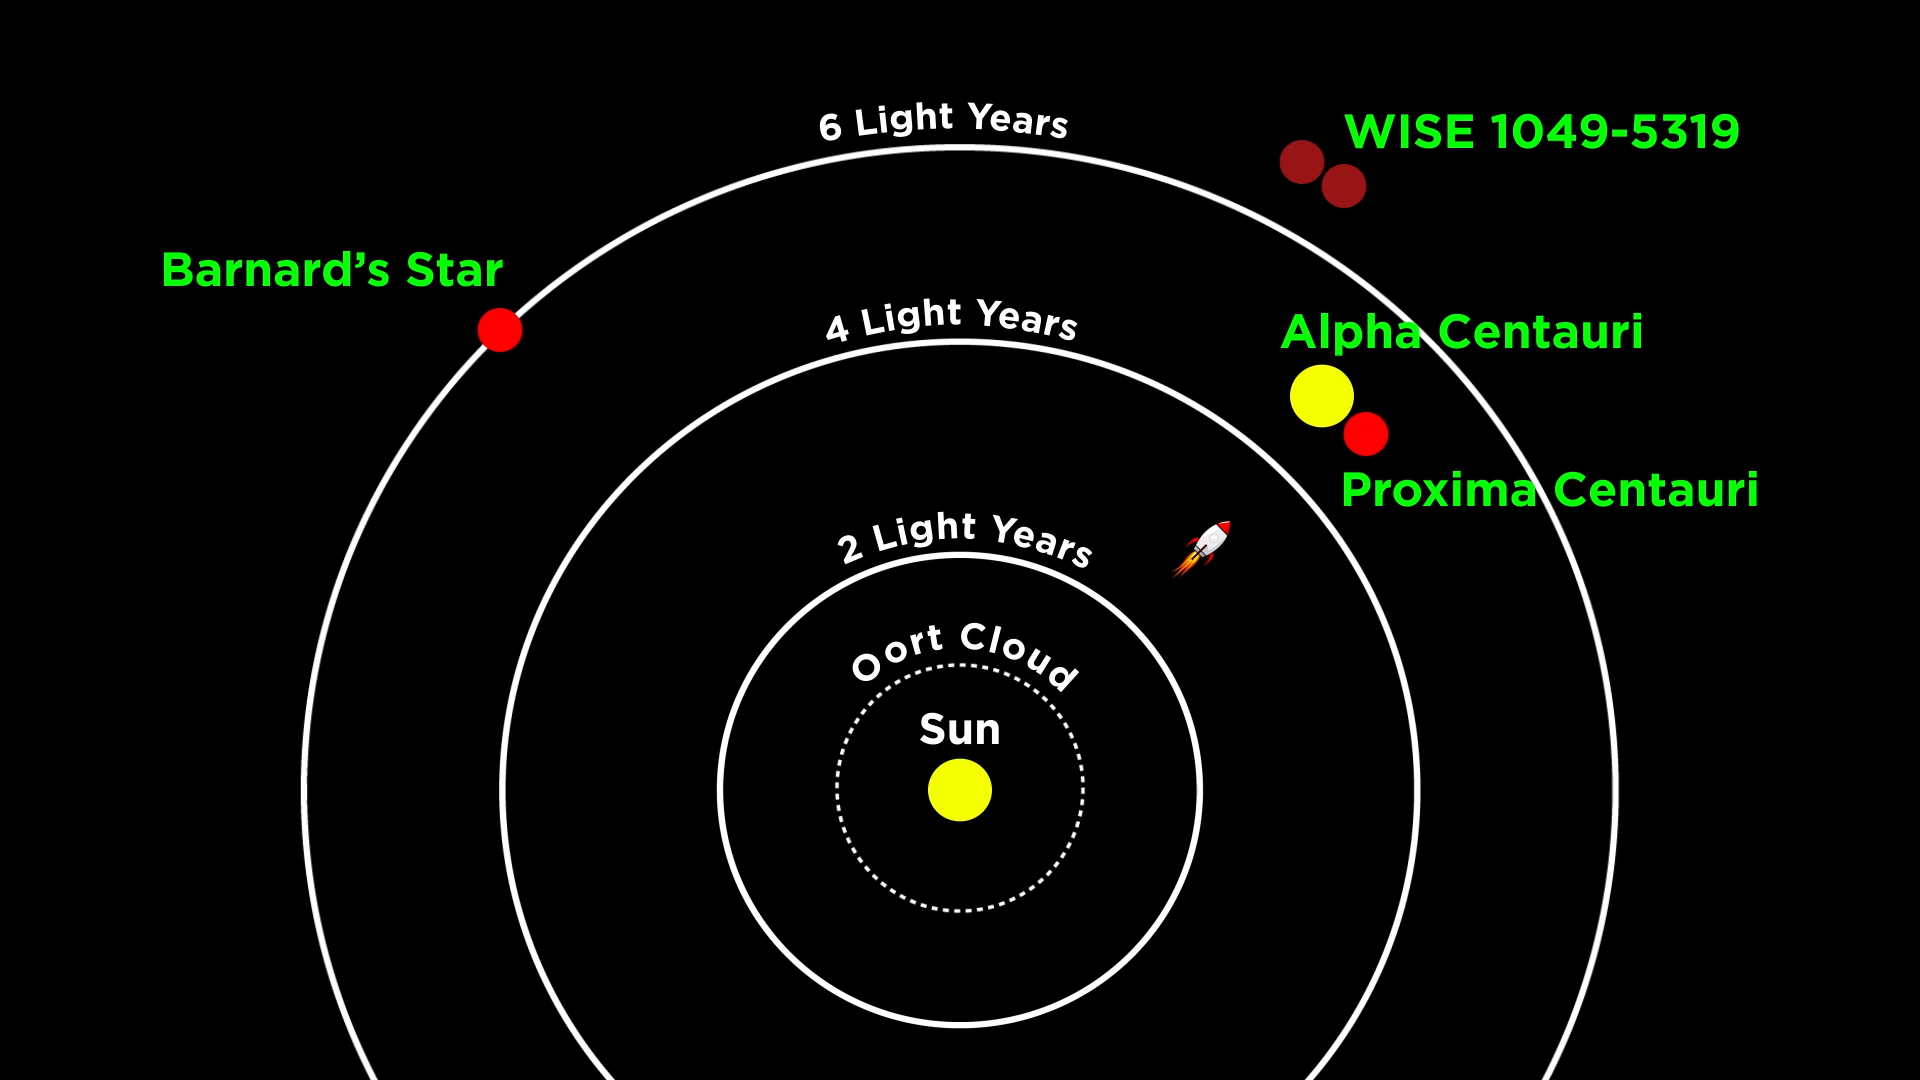 6 Light Years
WISE 1049-5319
Barnard’s Star
4 Light Years
Alpha Centauri
Proxima Centauri
2 Light Years
Oort Cloud
Sun